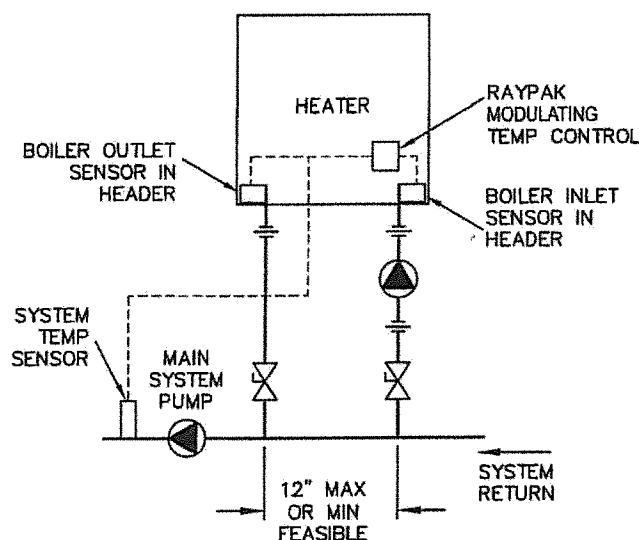 HEATER
RAYPAK
MODULATING
TEMP CONTROL
BOILER OUTLET
SENSOR IN
HEADER
BOILER INLET
SENSOR IN
HEADER
SYSTEM
TEMP
SENSOR
MAIN
SYSTEM
PUMP
SYSTEM
RETURN
12" MAX
OR MIN
FEASIBLE